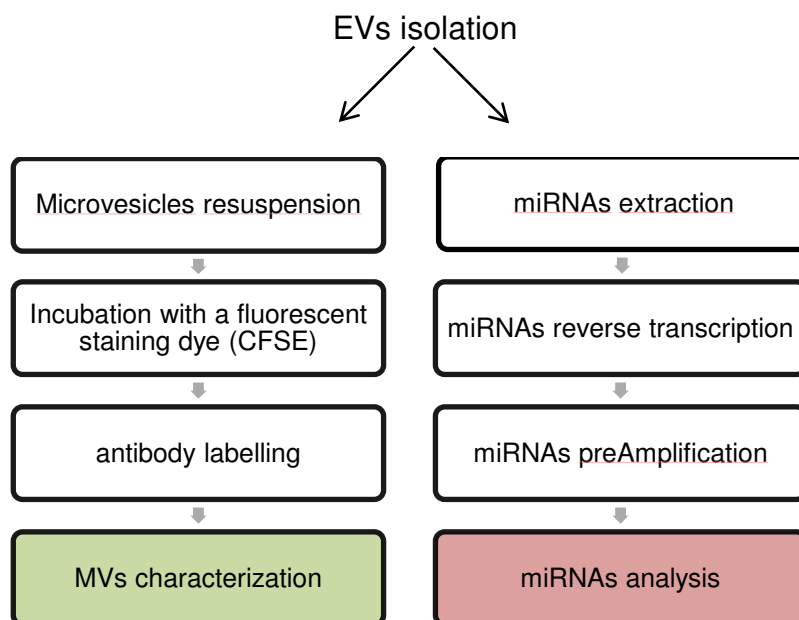 EVs isolation
Microvesicles resuspension
Incubation with a fluorescent
staining dye (CFSE)
antibody labelling
MVs characterization
miRNAs extraction
miRNAs reverse transcription
miRNAs preAmplification
miRNAs analysis